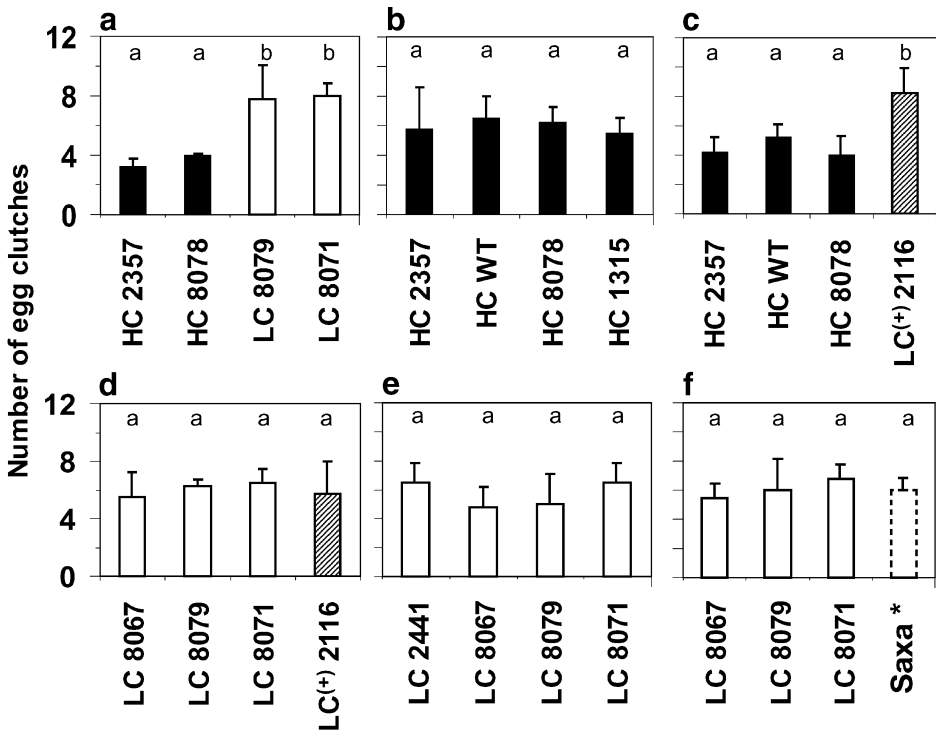 a
b
c
Number of egg clutches
12
8
4
0
a a b b
a a a a
a a a b
HC 2357
HC 8078
LC 8079
LC 8071
HC 2357
HC WT
HC 8078
HC 1315
HC 2357
HC WT
HC 8078
LC(+) 2116
d
e
f
12
8
4
0
a a a a
a a a a
a a a a
LC 8067
LC 8079
LC 8071
LC(+) 2116
LC 2441
LC 8067
LC 8079
LC 8071
LC 8067
LC 8079
LC 8071
Saxa *